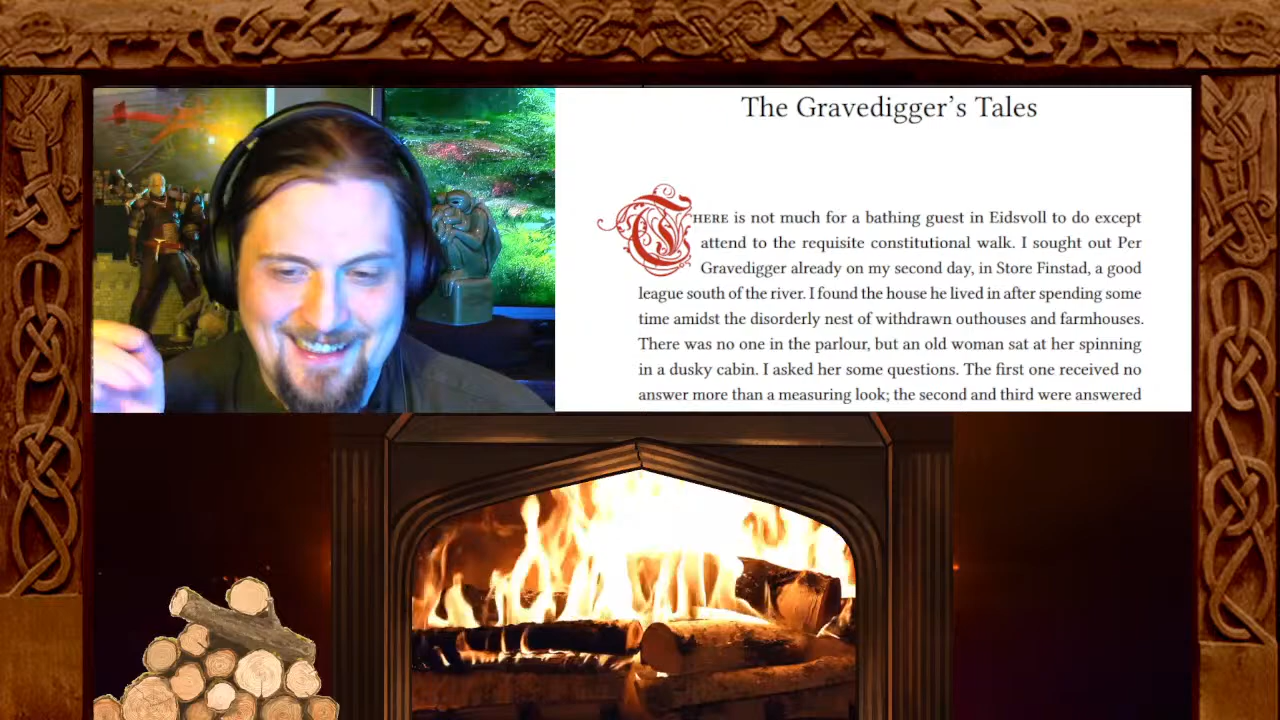 The Gravedigger's Tales
THERE is not much for a bathing guest in Eidsvoll to do except
attend to the requisite constitutional walk. I sought out Per
Gravedigger already on my second day, in Store Finstad, a good
league south of the river. I found the house he lived in after spending some
time amidst the disorderly nest of withdrawn outhouses and farmhouses.
There was no one in the parlour, but an old woman sat at her spinning
in a dusky cabin. I asked her some questions. The first one received no
answer more than a measuring look; the second and third were answered